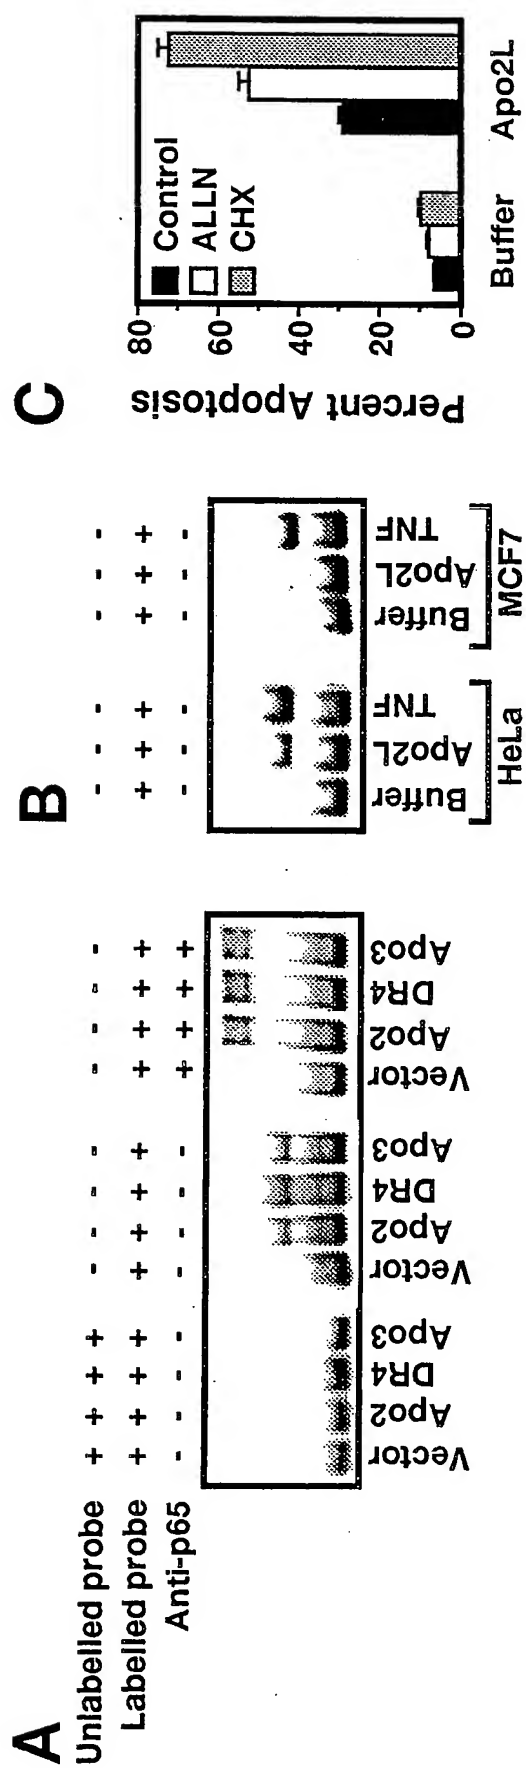 A
Unlabelled probe + + + + - - - - - - - -
Labelled probe + + + + + + + + + + + +
Anti-p65 - - - - - - - - + + + +
Vector Apo2 DR4 Apo3 Vector Apo2 DR4 Apo3 Vector Apo2 DR4 Apo3
B
- - - - - -
+ + + + + +
- - - - - -
Buffer Apo2L TNF Buffer Apo2L TNF
HeLa MCF7
C
Percent Apoptosis
80
60
40
20
0
Control
ALLN
CHX
Buffer Apo2L